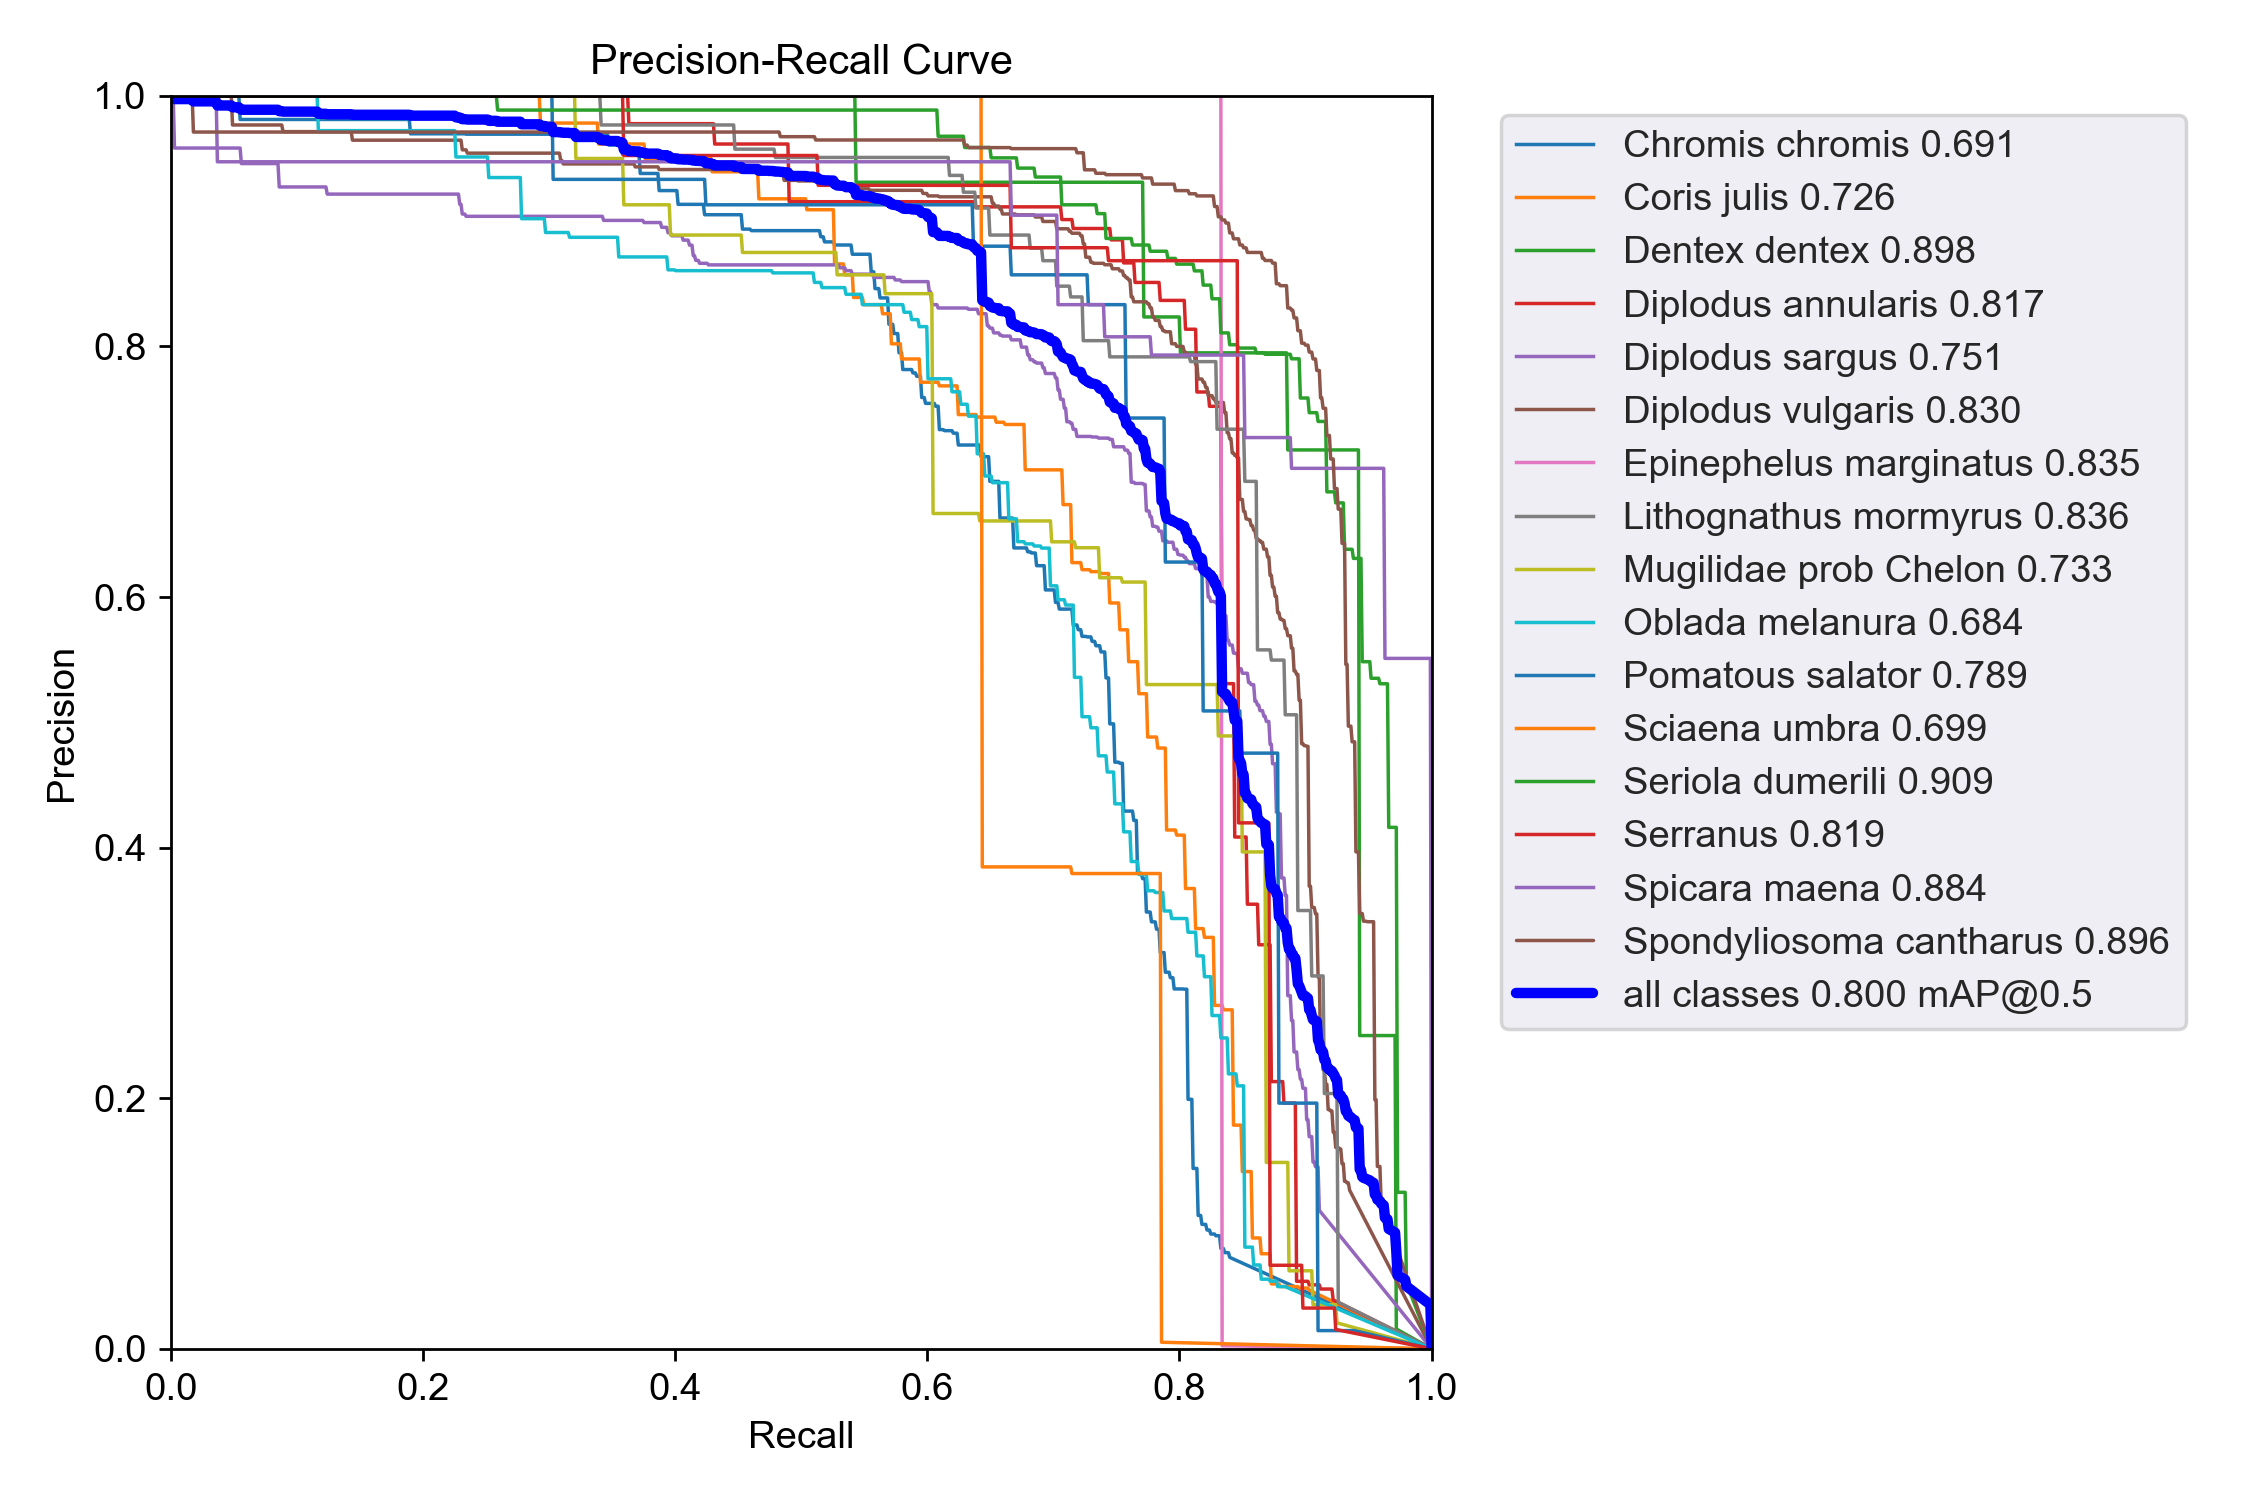 Precision-Recall Curve
1.0
0.8
0.6
0.4
0.2
0.0
Precision
0.0 0.2 0.4 0.6 0.8 1.0
Recall
Chromis chromis 0.691
Coris julis 0.726
Dentex dentex 0.898
Diplodus annularis 0.817
Diplodus sargus 0.751
Diplodus vulgaris 0.830
Epinephelus marginatus 0.835
Lithognathus mormyrus 0.836
Mugilidae prob Chelon 0.733
Oblada melanura 0.684
Pomatous salator 0.789
Sciaena umbra 0.699
Seriola dumerili 0.909
Serranus 0.819
Spicara maena 0.884
Spondyliosoma cantharus 0.896
all classes 0.800 mAP@0.5